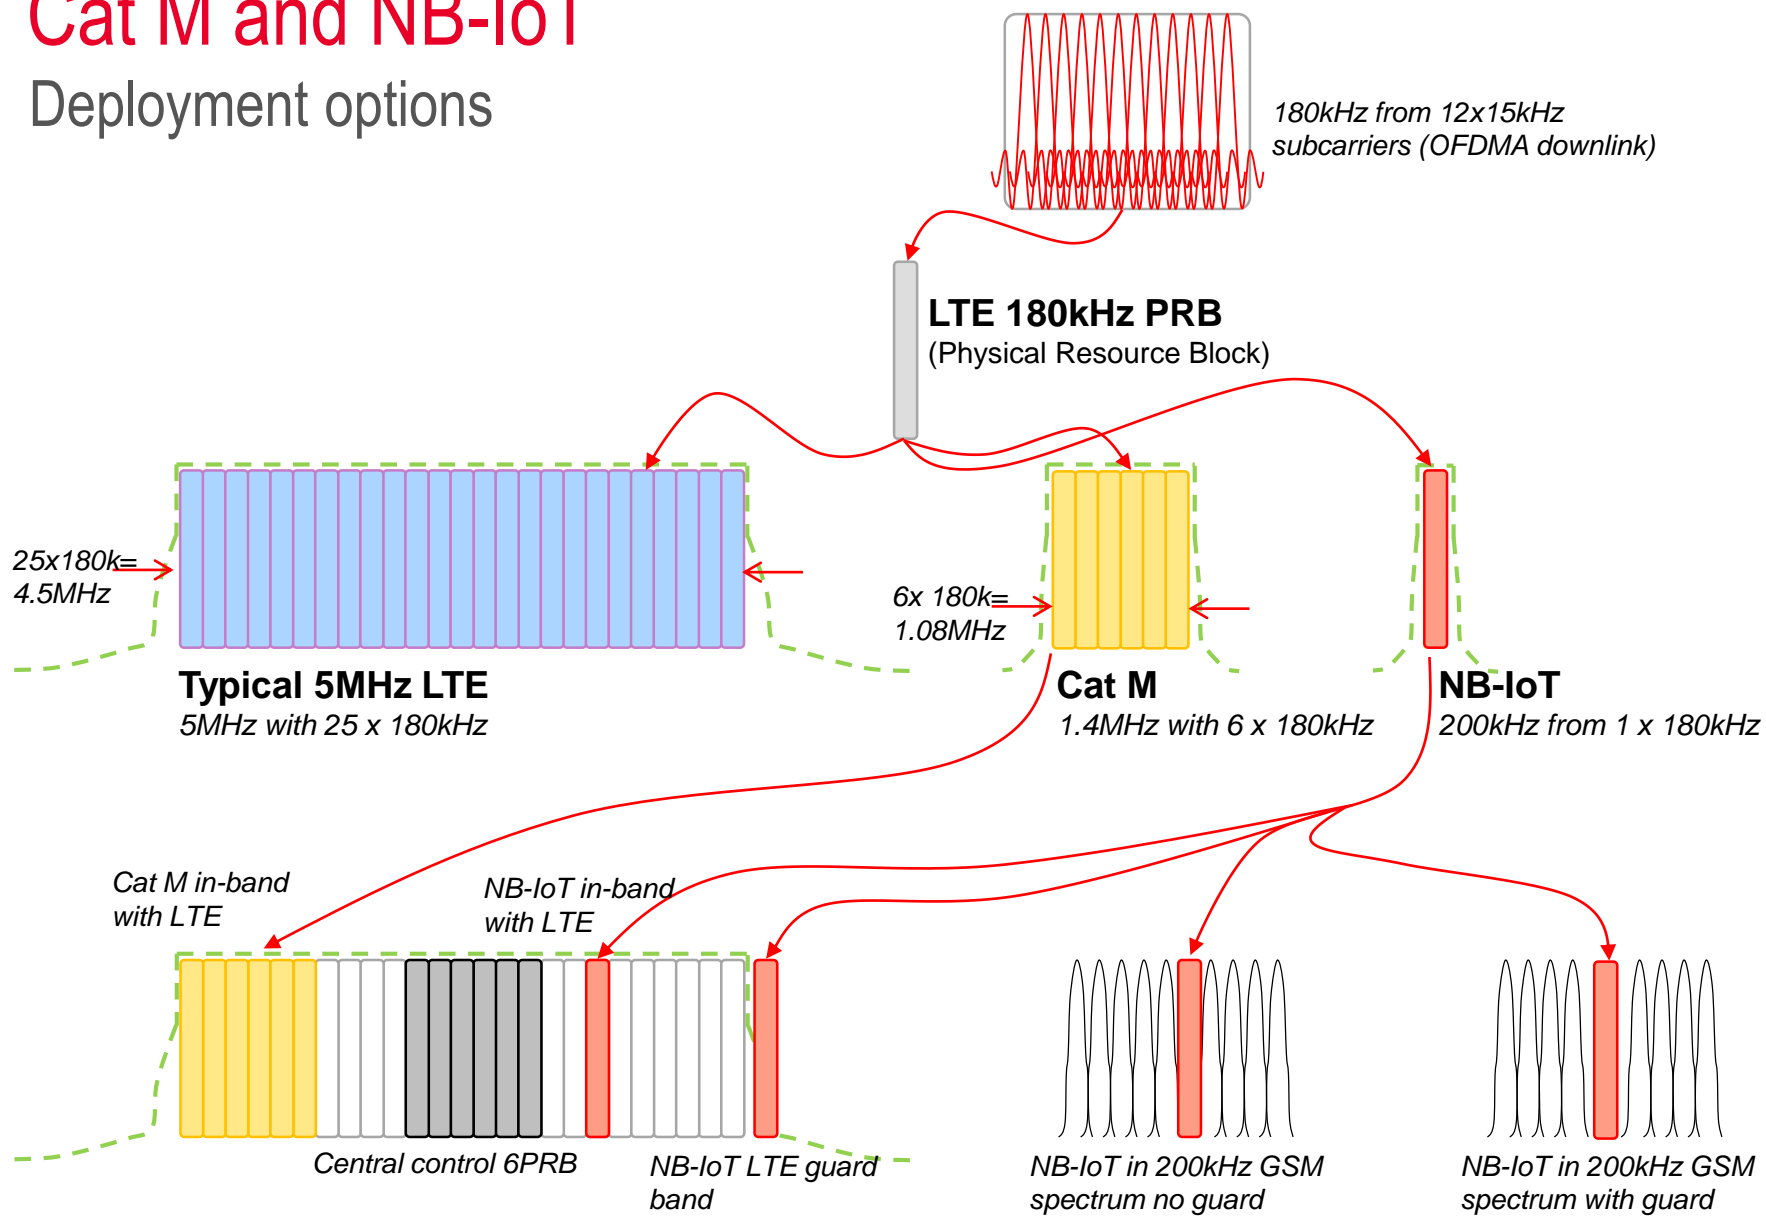 Cat M and NB-IoT
Deployment options
180kHz from 12x15kHz
subcarriers (OFDMA downlink)
LTE 180kHz PRB
(Physical Resource Block)
25x180k=
4.5MHz
6x 180k=
1.08MHz
Typical 5MHz LTE
5MHz with 25 x 180kHz
Cat M
1.4MHz with 6 x 180kHz
NB-IoT
200kHz from 1 x 180kHz
Cat M in-band
with LTE
NB-IoT in-band
with LTE
Central control 6PRB
NB-IoT LTE guard
band
NB-IoT in 200kHz GSM
spectrum no guard
NB-IoT in 200kHz GSM
spectrum with guard